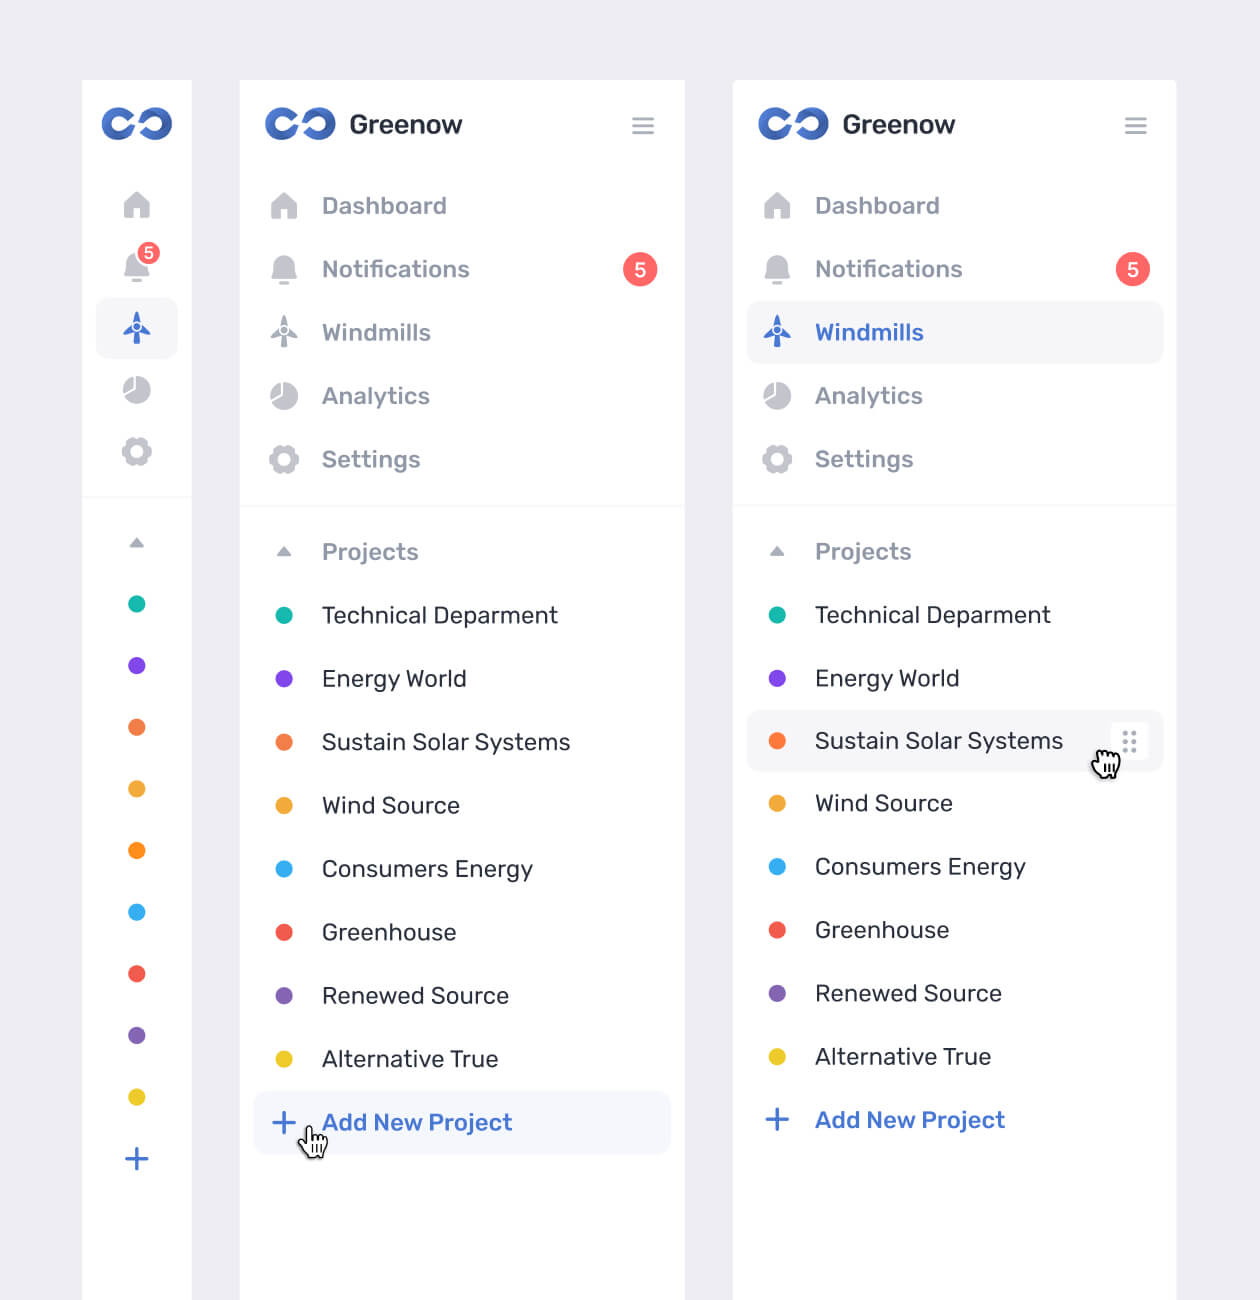 5
Greenow
Dashboard
Notifications 5
Windmills
Analytics
Settings
Projects
Technical Deparment
Energy World
Sustain Solar Systems
Wind Source
Consumers Energy
Greenhouse
Renewed Source
Alternative True
Add New Project
Greenow
Dashboard
Notifications 5
Windmills
Analytics
Settings
Projects
Technical Deparment
Energy World
Sustain Solar Systems
Wind Source
Consumers Energy
Greenhouse
Renewed Source
Alternative True
Add New Project